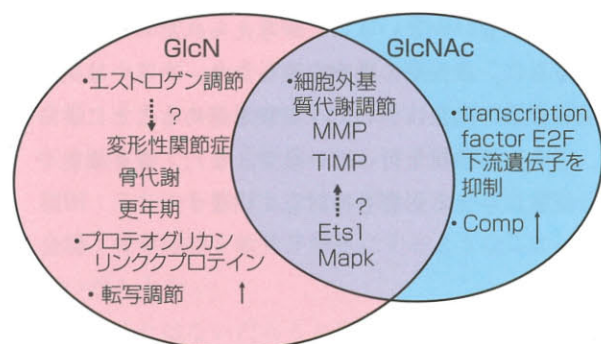 GlcN
・エストロゲン調節
?
変形性関節症
骨代謝
更年期
・プロテオグリカン
リンククプロテイン
・転写調節 ↑
・細胞外基
質代謝調節
MMP
TIMP
?
Ets1
Mapk
GlcNAc
・transcription
factor E2F
下流遺伝子を
抑制
・Comp ↑